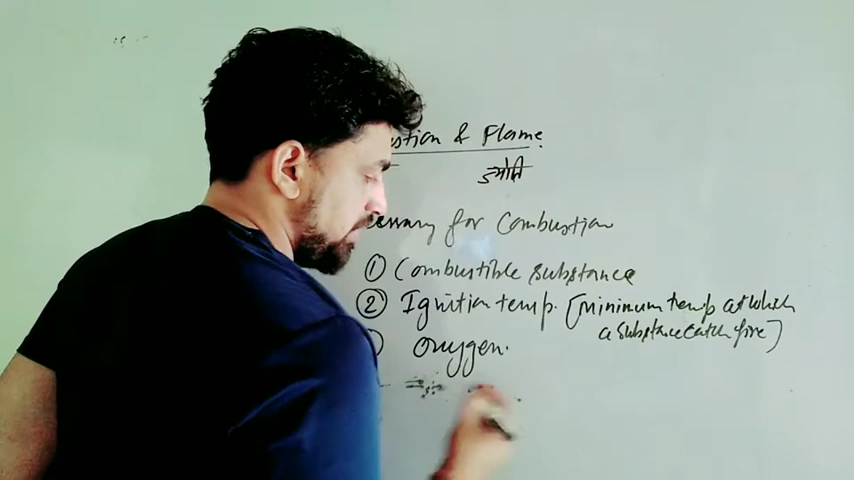 stion & Flame
ज्योति
essary for Combustion
① Combustible Substance
② Ignition temp. (minimum temp at which
a Substance Catch fire)
Oxygen.